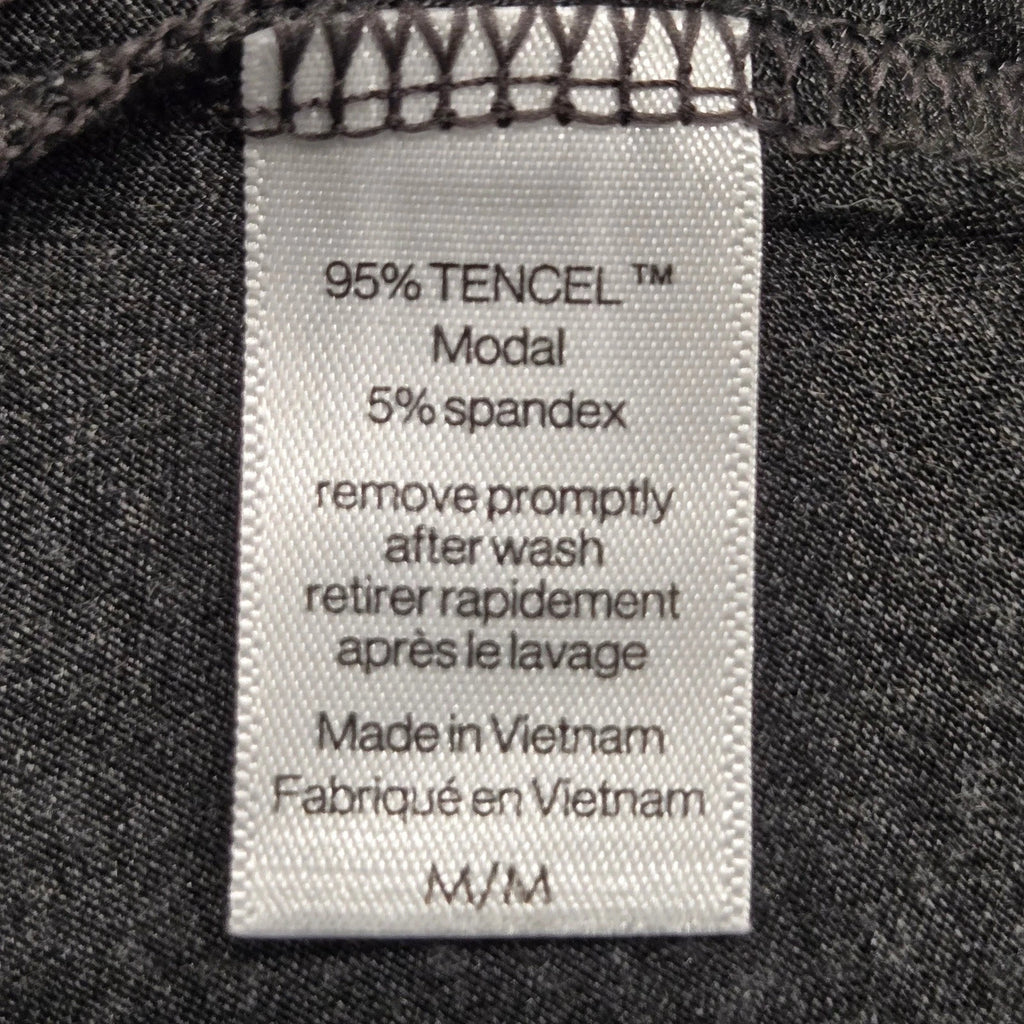 95% TENCEL™
Modal
5% spandex
remove promptly
after wash
retirer rapidement
après le lavage
Made in Vietnam
Fabriqué en Vietnam
M/M